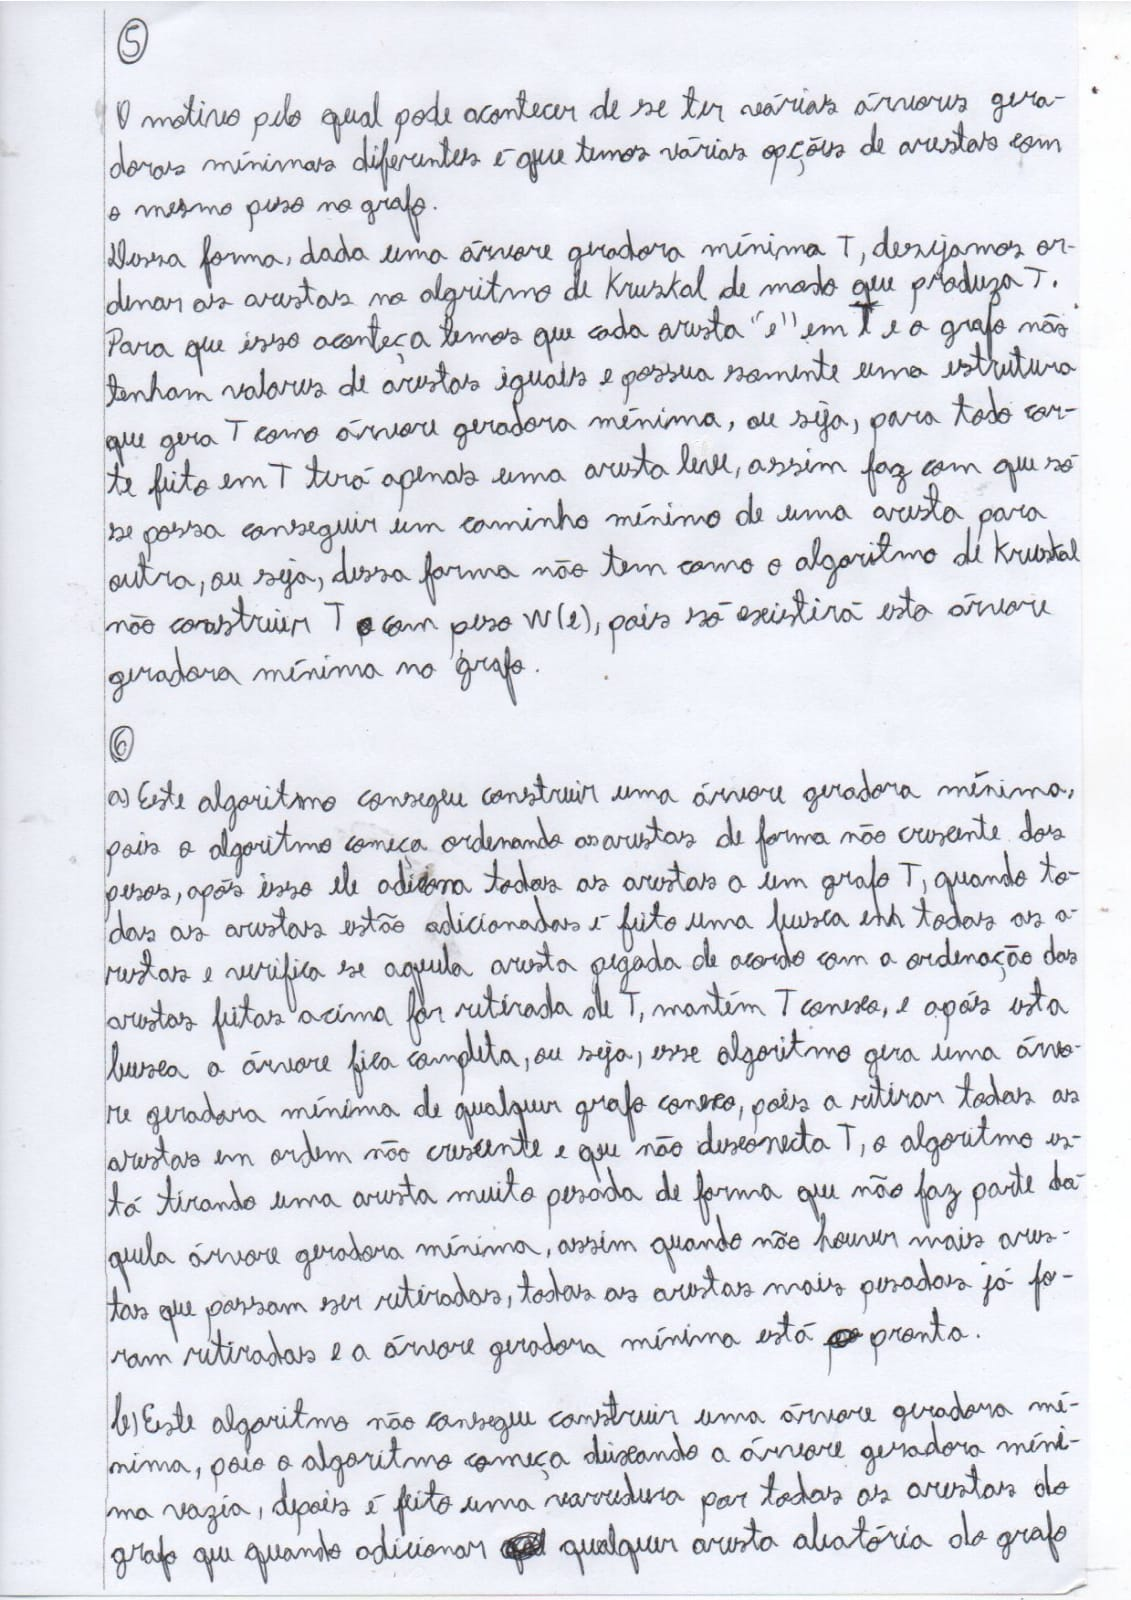 5
O motivo pelo qual pode acontecer de se ter várias árvores gera-
doras mínimas diferentes é que temos várias opções de arestas com
o mesmo peso no grafo.
Dessa forma, dada uma árvore geradora mínima T, desejamos or-
denar as arestas no algritmo de Kruskal de modo que produza T.
Para que isso aconteça temos que cada aresta "e" em T e o grafo não
tenham valores de arestas iguais e possua somente uma estrutura
que gera T como árvore geradora mínima, ou seja, para todo cor-
te feito em T terá apenas uma aresta leve, assim faz com que só
se possa conseguir um caminho mínimo de uma aresta para
outra, ou seja, dessa forma não tem como o algoritmo de Kruskal
não construir T com peso W(e), pois só existirá esta árvore
geradora mínima no grafo.
6
a) Este algoritmo consegue construir uma árvore geradora mínima,
pois o algoritmo começa ordenando as arestas de forma não crescente dos
pesos, após isso ele adiciona todas as arestas a um grafo T, quando to-
das as arestas estão adicionadas é feito uma busca em todas as a-
restas e verifica se aquela aresta pegada de acordo com a ordenação das
arestas feitas acima for retirada de T, mantém T conexo, e após esta
busca a árvore fica completa, ou seja, esse algoritmo gera uma árvo-
re geradora mínima de qualquer grafo conexo, pois a retirar todas as
arestas em ordem não crescente e que não desconecta T, o algoritmo es-
tá tirando uma aresta muito pesada de forma que não faz parte da-
quela árvore geradora mínima, assim quando não houver mais ares-
tas que possam ser retiradas, todas as arestas mais pesadas já fo-
ram retiradas e a árvore geradora mínima está pronta.
b) Este algoritmo não consegue construir uma árvore geradora mí-
nima, pois o algoritmo começa deixando a árvore geradora míni-
ma vazia, depois é feito uma varredura por todas as arestas do
grafo que quando adicionar qualquer aresta aleatória do grafo